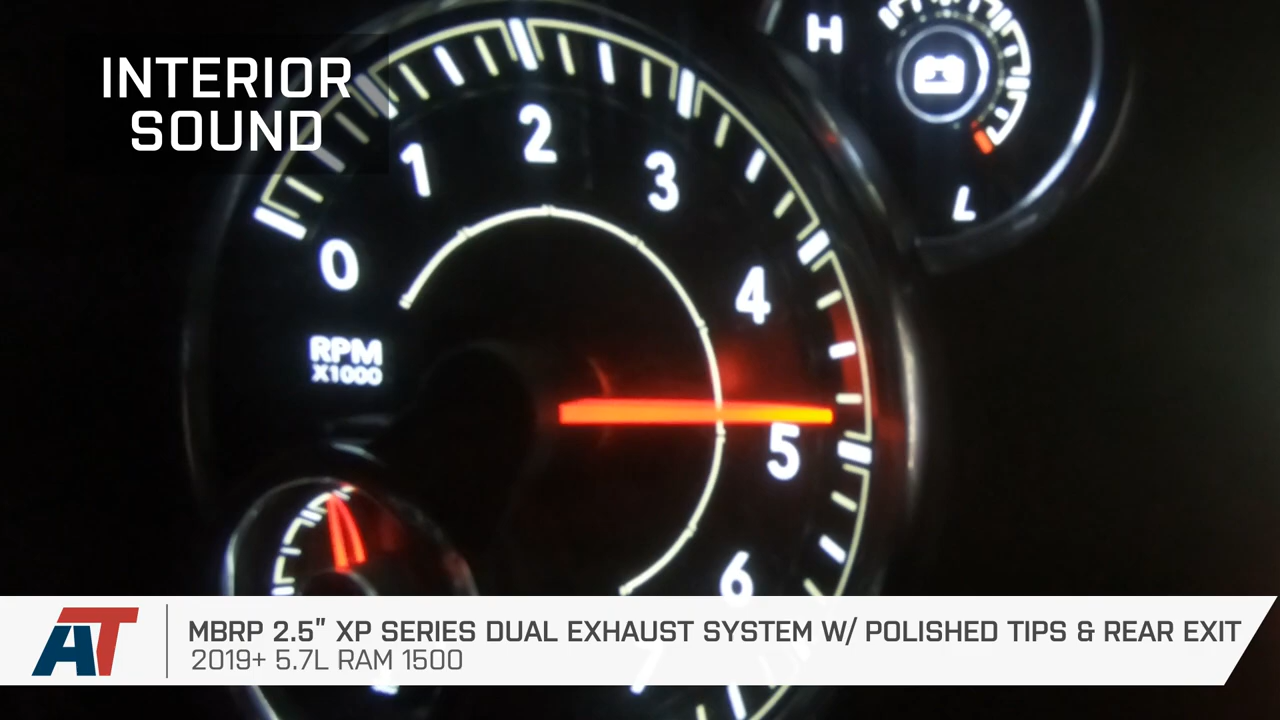 INTERIOR
SOUND
H
L
0
1
2
3
4
5
6
7
RPM
X1000
AT
MBRP 2.5" XP SERIES DUAL EXHAUST SYSTEM W/ POLISHED TIPS & REAR EXIT
2019+ 5.7L RAM 1500